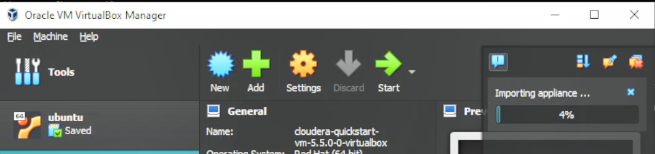 Oracle VM VirtualBox Manager
File Machine Help
Tools
New Add Settings Discard Start
Importing appliance ...
4%
ubuntu
Saved
64
General
Name: cloudera-quickstart-
vm-5.5.0-0-virtualbox
Operating System: Red Hat (64 bit)